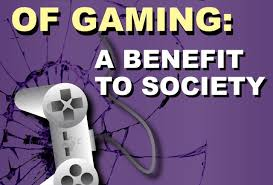 OF GAMING:
A BENEFIT
TO SOCIETY